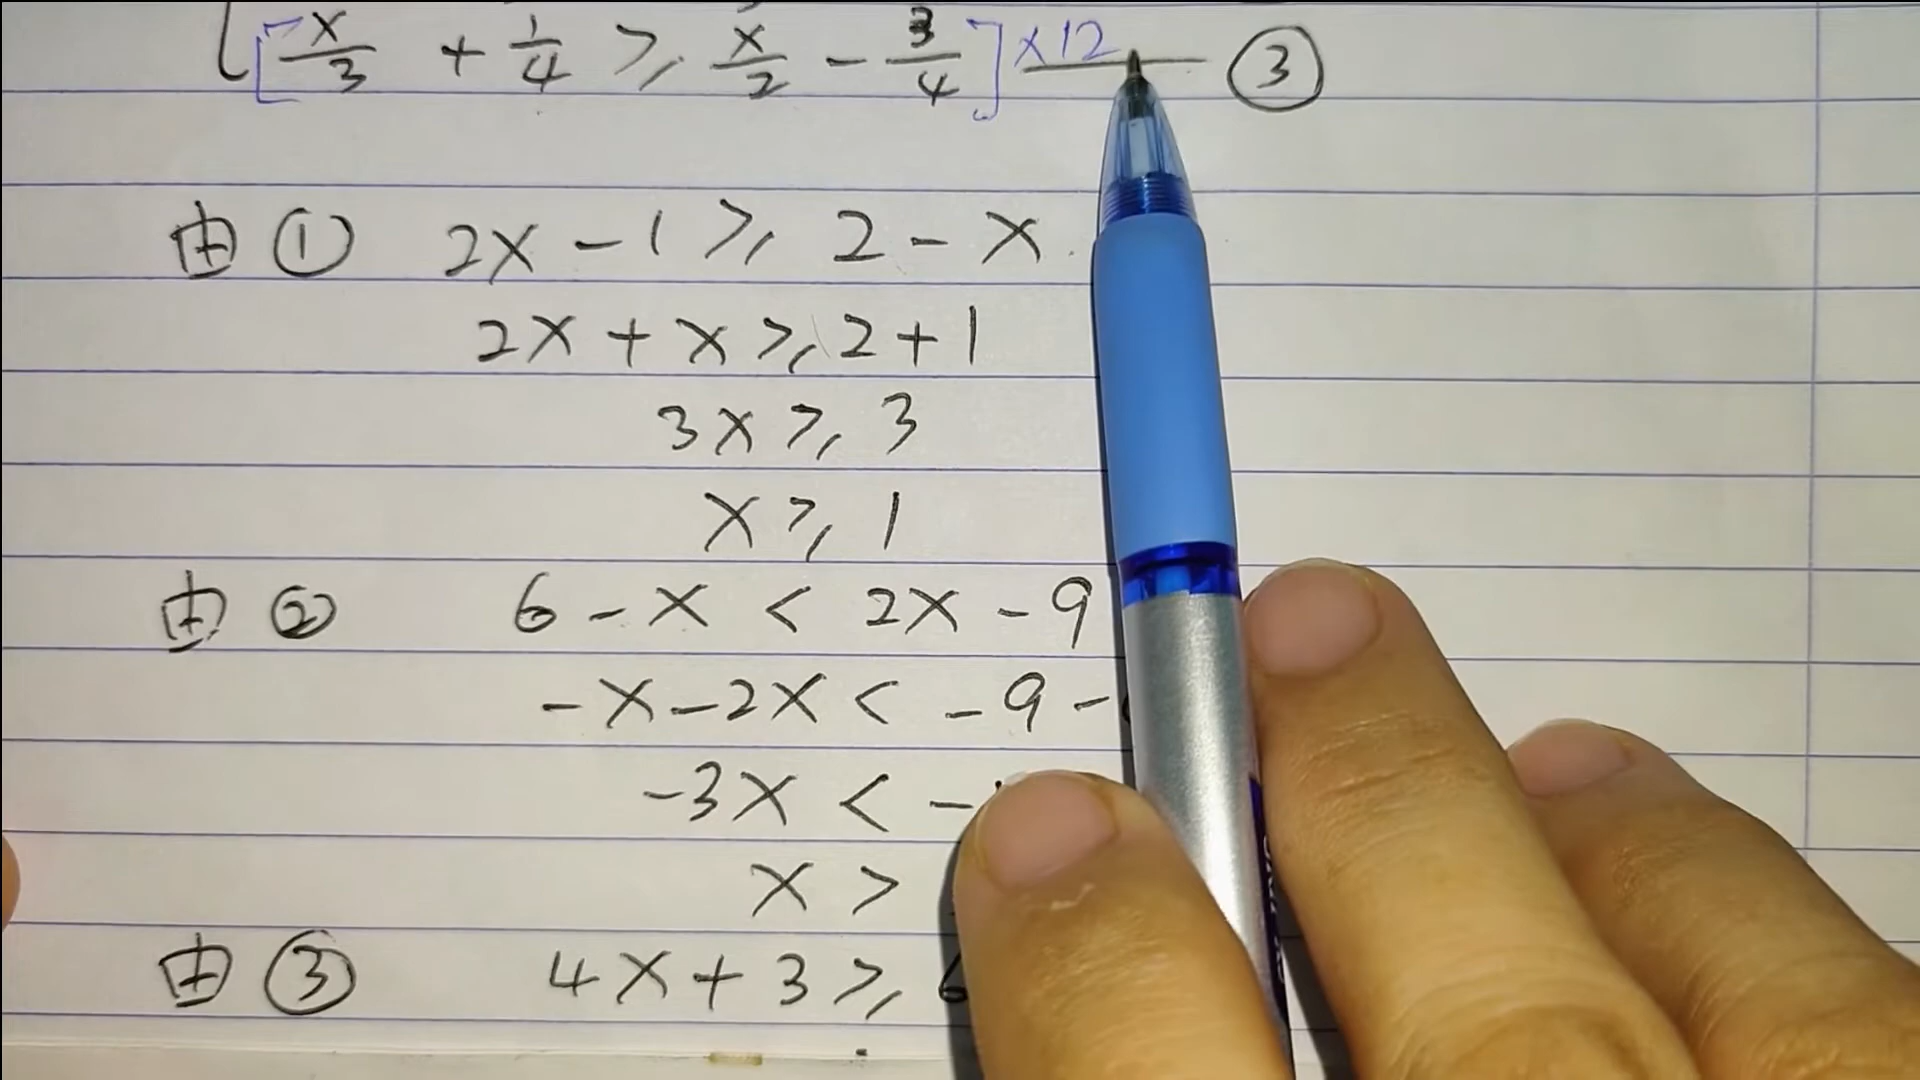 [x/3 + 1/4 ≥ x/2 - 3/4] ×12 ③
由① 2x - 1 ≥ 2 - x
2x + x ≥ 2 + 1
3x ≥ 3
x ≥ 1
由② 6 - x < 2x - 9
-x - 2x < -9 -
-3x < -
x >
由③ 4x + 3 ≥ 6